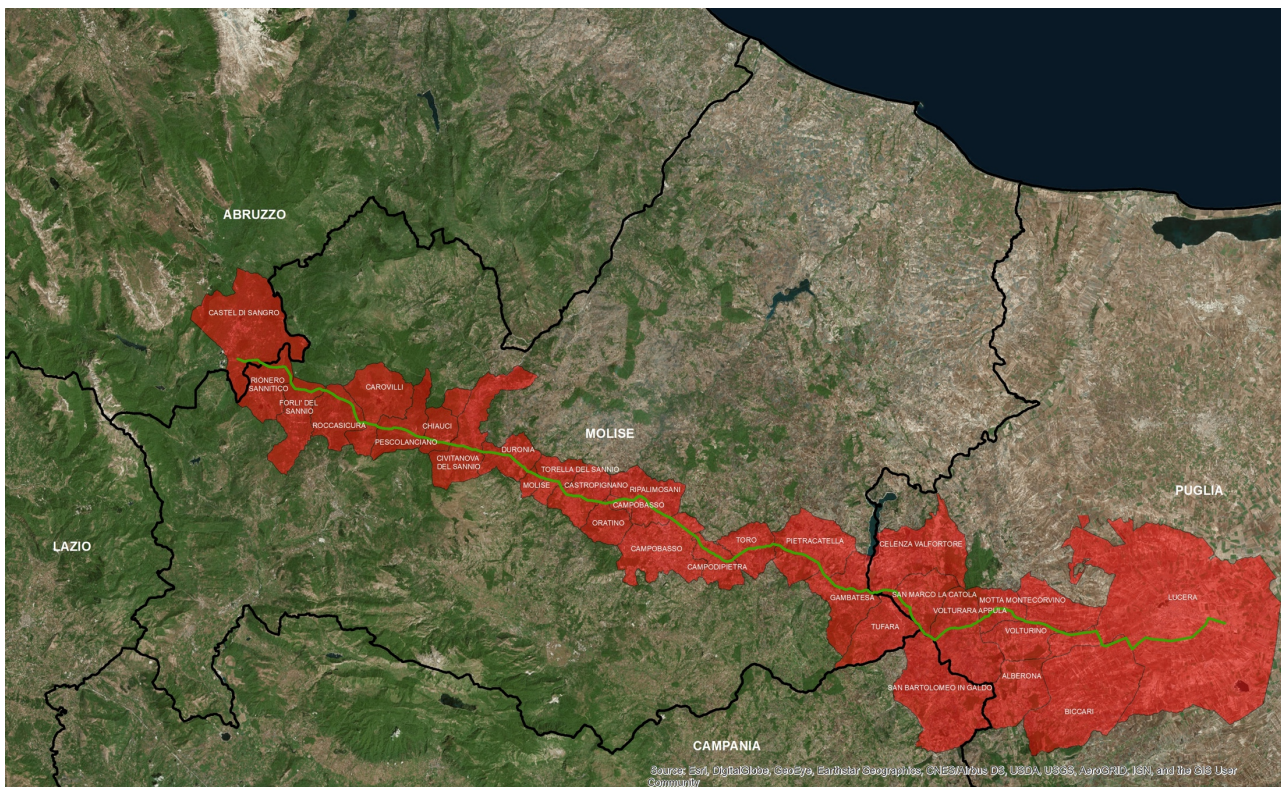 ABRUZZO
CASTEL DI SANGRO
RIONERO
SANNITICO
CAROVILLI
FORLI' DEL
SANNIO
ROCCASICURA
CHIAUCI
MOLISE
PESCOLANCIANO
DURONIA
CIVITANOVA
DEL SANNIO
TORELLA DEL SANNIO
MOLISE
CASTROPIGNANO
RIPALIMOSANI
PUGLIA
CAMPOBASSO
ORATINO
LAZIO
CAMPOBASSO
TORO
PIETRACATELLA
CELENZA VALFORTORE
CAMPODIPIETRA
GAMBATESA
SAN MARCO LA CATOLA
MOTTA MONTECORVINO
LUCERA
VOLTURARA APPULA
TUFARA
VOLTURINO
ALBERONA
SAN BARTOLOMEO IN GALDO
BICCARI
CAMPANIA
Source: Esri, DigitalGlobe, GeoEye, Earthstar Geographics, CNES/Airbus DS, USDA, USGS, AeroGRID, IGN, and the GIS User
Community